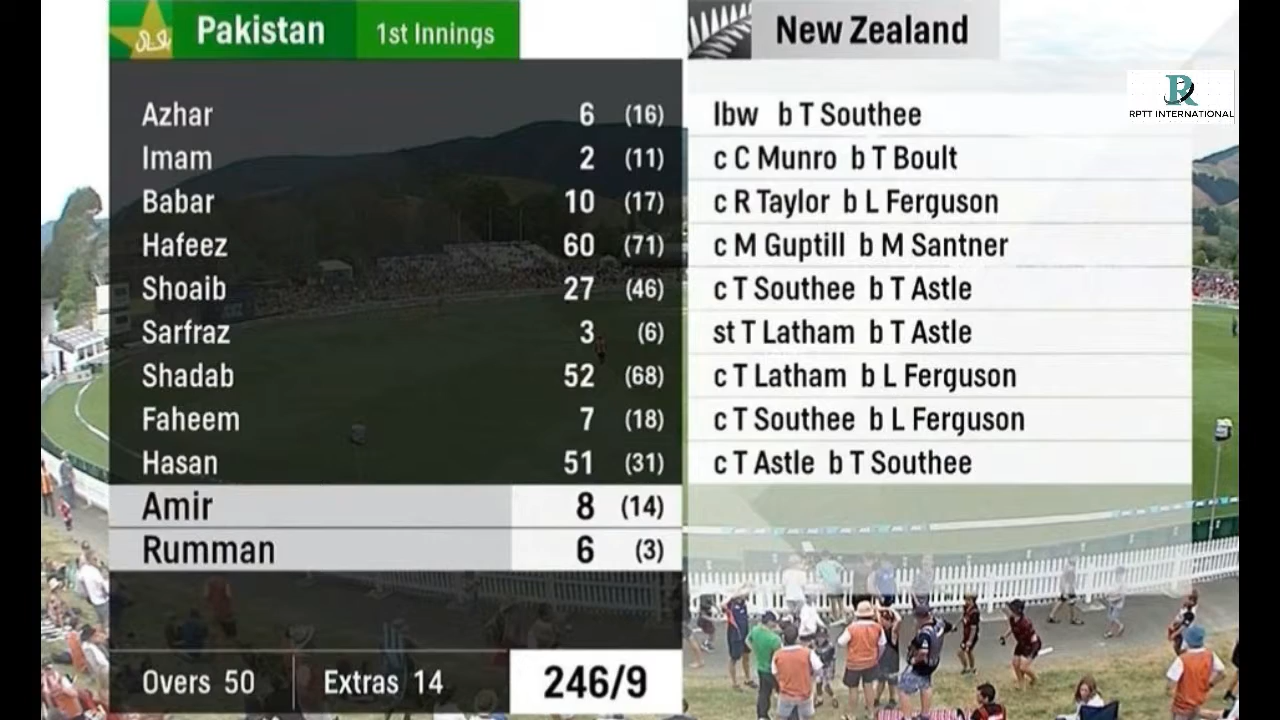 Pakistan 1st Innings New Zealand
RPTT INTERNATIONAL
Azhar 6 (16) lbw b T Southee
Imam 2 (11) c C Munro b T Boult
Babar 10 (17) c R Taylor b L Ferguson
Hafeez 60 (71) c M Guptill b M Santner
Shoaib 27 (46) c T Southee b T Astle
Sarfraz 3 (6) st T Latham b T Astle
Shadab 52 (68) c T Latham b L Ferguson
Faheem 7 (18) c T Southee b L Ferguson
Hasan 51 (31) c T Astle b T Southee
Amir 8 (14)
Rumman 6 (3)
Overs 50 Extras 14 246/9